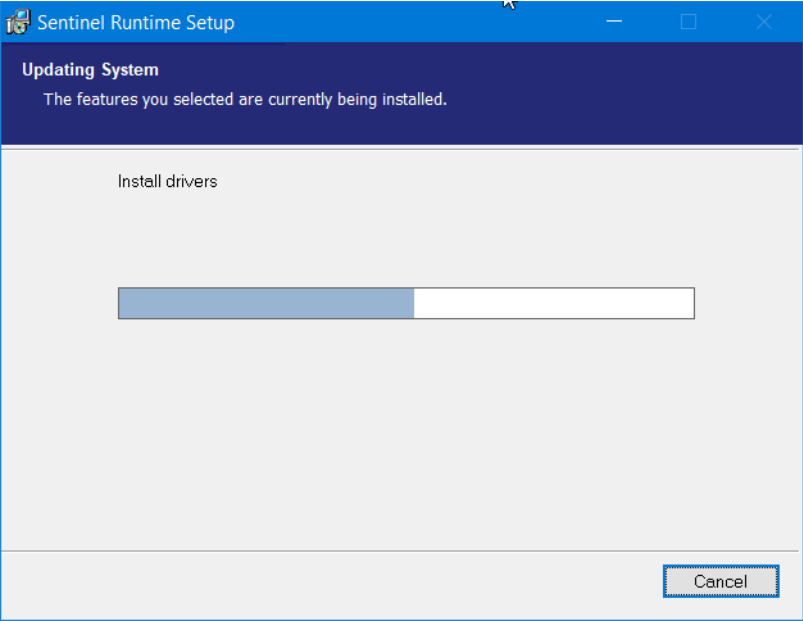 Sentinel Runtime Setup
Updating System
The features you selected are currently being installed.
Install drivers
Cancel